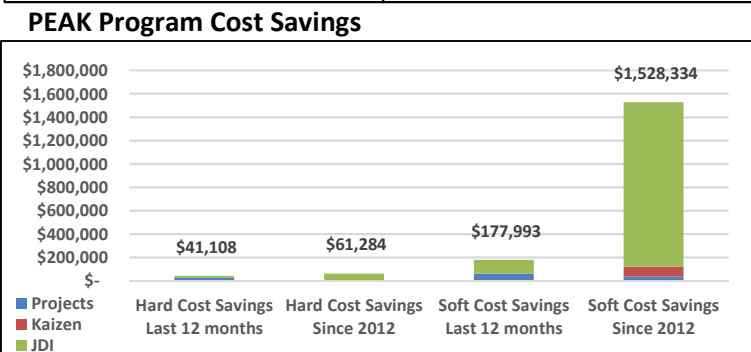 PEAK Program Cost Savings
$1,800,000
$1,600,000
$1,400,000
$1,200,000
$1,000,000
$800,000
$600,000
$400,000
$200,000
$-
$41,108
$61,284
$177,993
$1,528,334
Hard Cost Savings Last 12 months
Hard Cost Savings Since 2012
Soft Cost Savings Last 12 months
Soft Cost Savings Since 2012
Projects
Kaizen
JDI